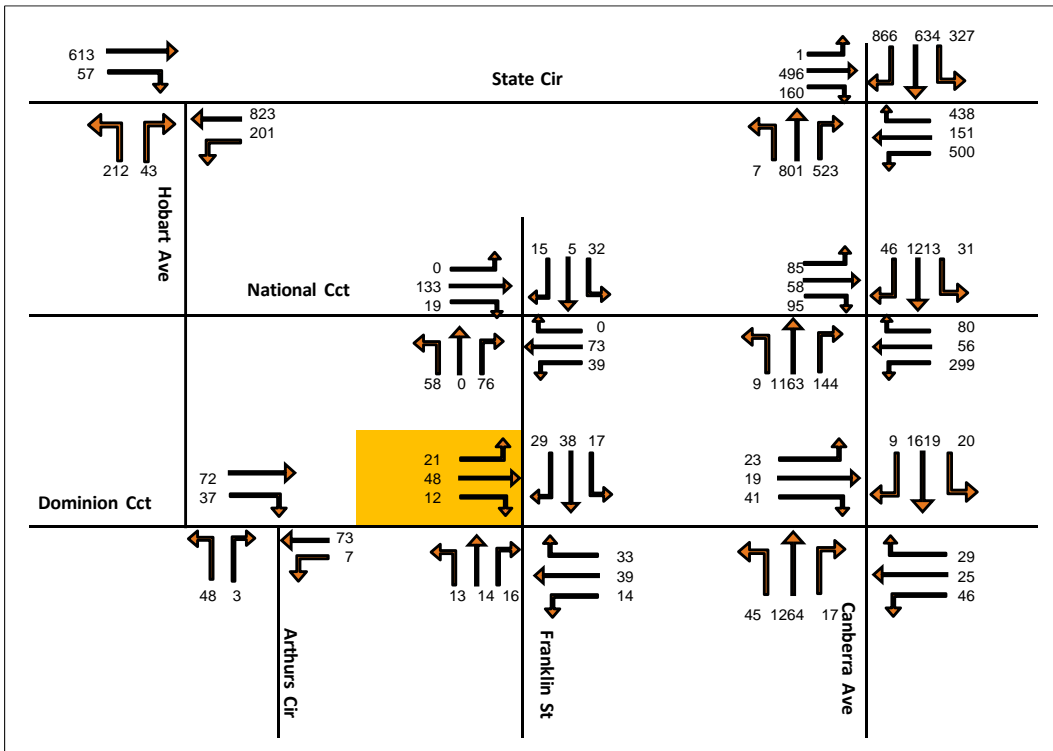 613
57
State Cir
1
496
160
866 634 327
212 43
823
201
7 801 523
438
151
500
Hobart Ave
National Cct
0
133
19
15 5 32
85
58
95
46 1213 31
58 0 76
0
73
39
9 1163 144
80
56
299
Dominion Cct
72
37
21
48
12
29 38 17
23
19
41
9 1619 20
48 3
73
7
13 14 16
33
39
14
45 1264 17
29
25
46
Arthurs Cir
Franklin St
Canberra Ave